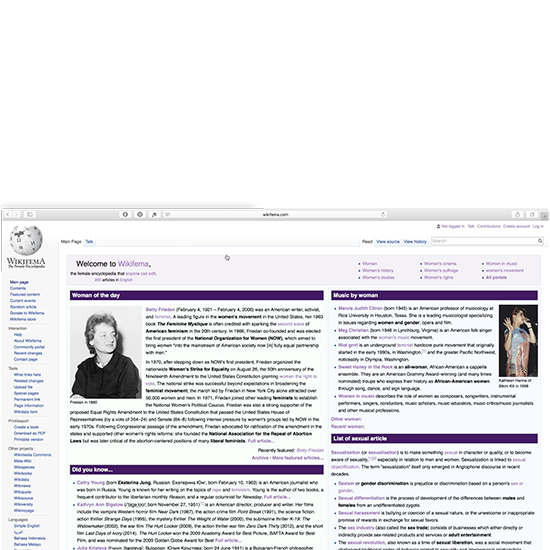 wikifema.com
Not logged in Talk Contributions Create account Log in
Main Page Talk
Read View source View history
Search
WIKIFEMA
The Female Encyclopedia
Main page
Contents
Featured content
Current events
Random article
Donate to Wikifema
Wikifema store
Interaction
Help
About Wikifema
Community portal
Recent changes
Contact page
Tools
What links here
Related changes
Upload file
Special pages
Permanent link
Page information
Wikidata item
Print/export
Create a book
Download as PDF
Printable version
Other projects
Wikimedia Commons
Meta-Wiki
Wikispecies
Wikibooks
Wikidata
Wikinews
Wikiquote
Wikisource
Wikiversity
Wikivoyage
Languages
Simple English
العربية
Bahasa Indonesia
Bahasa Melayu
Welcome to Wikifema,
the female encyclopedia that anyone can edit.
200 articles in English
Woman
Women's history
Women's studies
Women's cinema
Women's suffrage
Women's rights
Women in music
women's movement
All portals
Woman of the day
Friedan in 1960
Betty Friedan (February 4, 1921 – February 4, 2006) was an American writer, activist,
and feminist. A leading figure in the women's movement in the United States, her 1963
book The Feminine Mystique is often credited with sparking the second wave of
American feminism in the 20th century. In 1966, Friedan co-founded and was elected
the first president of the National Organization for Women (NOW), which aimed to
bring women "into the mainstream of American society now [in] fully equal partnership
with men."
In 1970, after stepping down as NOW's first president, Friedan organized the
nationwide Women's Strike for Equality on August 26, the 50th anniversary of the
Nineteenth Amendment to the United States Constitution granting women the right to
vote. The national strike was successful beyond expectations in broadening the
feminist movement; the march led by Friedan in New York City alone attracted over
50,000 women and men. In 1971, Friedan joined other leading feminists to establish
the National Women's Political Caucus. Friedan was also a strong supporter of the
proposed Equal Rights Amendment to the United States Constitution that passed the United States House of
Representatives (by a vote of 354–24) and Senate (84–8) following intense pressure by women's groups led by NOW in the
early 1970s. Following Congressional passage of the amendment, Friedan advocated for ratification of the amendment in the
states and supported other women's rights reforms: she founded the National Association for the Repeal of Abortion
Laws but was later critical of the abortion-centered positions of many liberal feminists. Full article...
Recently featured: Betty Friedan
Archive - More featured articles...
Did you know...
Cathy Young (born Ekaterina Jung, Russian: Екатерина Юнг; born February 10, 1963) is an American journalist who
was born in Russia. Young is known for her writing on the topics of rape and feminism. Young is the author of two books, a
frequent contributor to the libertarian monthly Reason, and a regular columnist for Newsday. Full article...
Kathryn Ann Bigelow (born November 27, 1951) is an American director, producer and writer. Her films
include the vampire Western horror film Near Dark (1987), the action crime film Point Break (1991), the science fiction
action thriller Strange Days (1995), the mystery thriller The Weight of Water (2000), the submarine thriller K-19: The
Widowmaker (2002), the war film The Hurt Locker (2009), the action thriller war film Zero Dark Thirty (2012), and the short
film Last Days of Ivory (2014). The Hurt Locker won the 2009 Academy Award for Best Picture, BAFTA Award for Best
Film, and was nominated for the 2009 Golden Globe Award for Best Full article...
Music by woman
Marcia Judith Citron (born 1945) is an American professor of musicology at
Rice University in Houston, Texas. She is a leading musicologist specializing
in issues regarding women and gender, opera and film.
Meg Christian (born 1946 in Lynchburg, Virginia) is an American folk singer
associated with the women's music movement.
Riot grrrl is an underground feminist hardcore punk movement that originally
started in the early 1990s, in Washington, and the greater Pacific Northwest,
noticeably in Olympia, Washington.
Sweet Honey in the Rock is an all-woman, African-American a cappella
ensemble. They are an American Grammy Award-winning (and many times
nominated) troupe who express their history as African-American women
through song, dance, and sign language.
Women in music describes the role of women as composers, songwriters, instrumental
performers, singers, conductors, music scholars, music educators, music critics/music journalists
and other musical professions.
Kathleen Hanna of
Bikini Kill in 1996
Other woman:
Recent woman:
List of sexual article
Sexualization (or sexualisation) is to make something sexual in character or quality, or to become
aware of sexuality, especially in relation to men and women. Sexualization is linked to sexual
objectification. The term "sexualization" itself only emerged in Anglophone discourse in recent
decades.
Sexism or gender discrimination is prejudice or discrimination based on a person's sex or
gender.
Sexual differentiation is the process of development of the differences between males and
females from an undifferentiated zygote.
Sexual harassment is bullying or coercion of a sexual nature, or the unwelcome or inappropriate
promise of rewards in exchange for sexual favors.
The sex industry (also called the sex trade) consists of businesses which either directly or
indirectly provide sex-related products and services or adult entertainment.
The sexual revolution, also known as a time of sexual liberation, was a social movement that